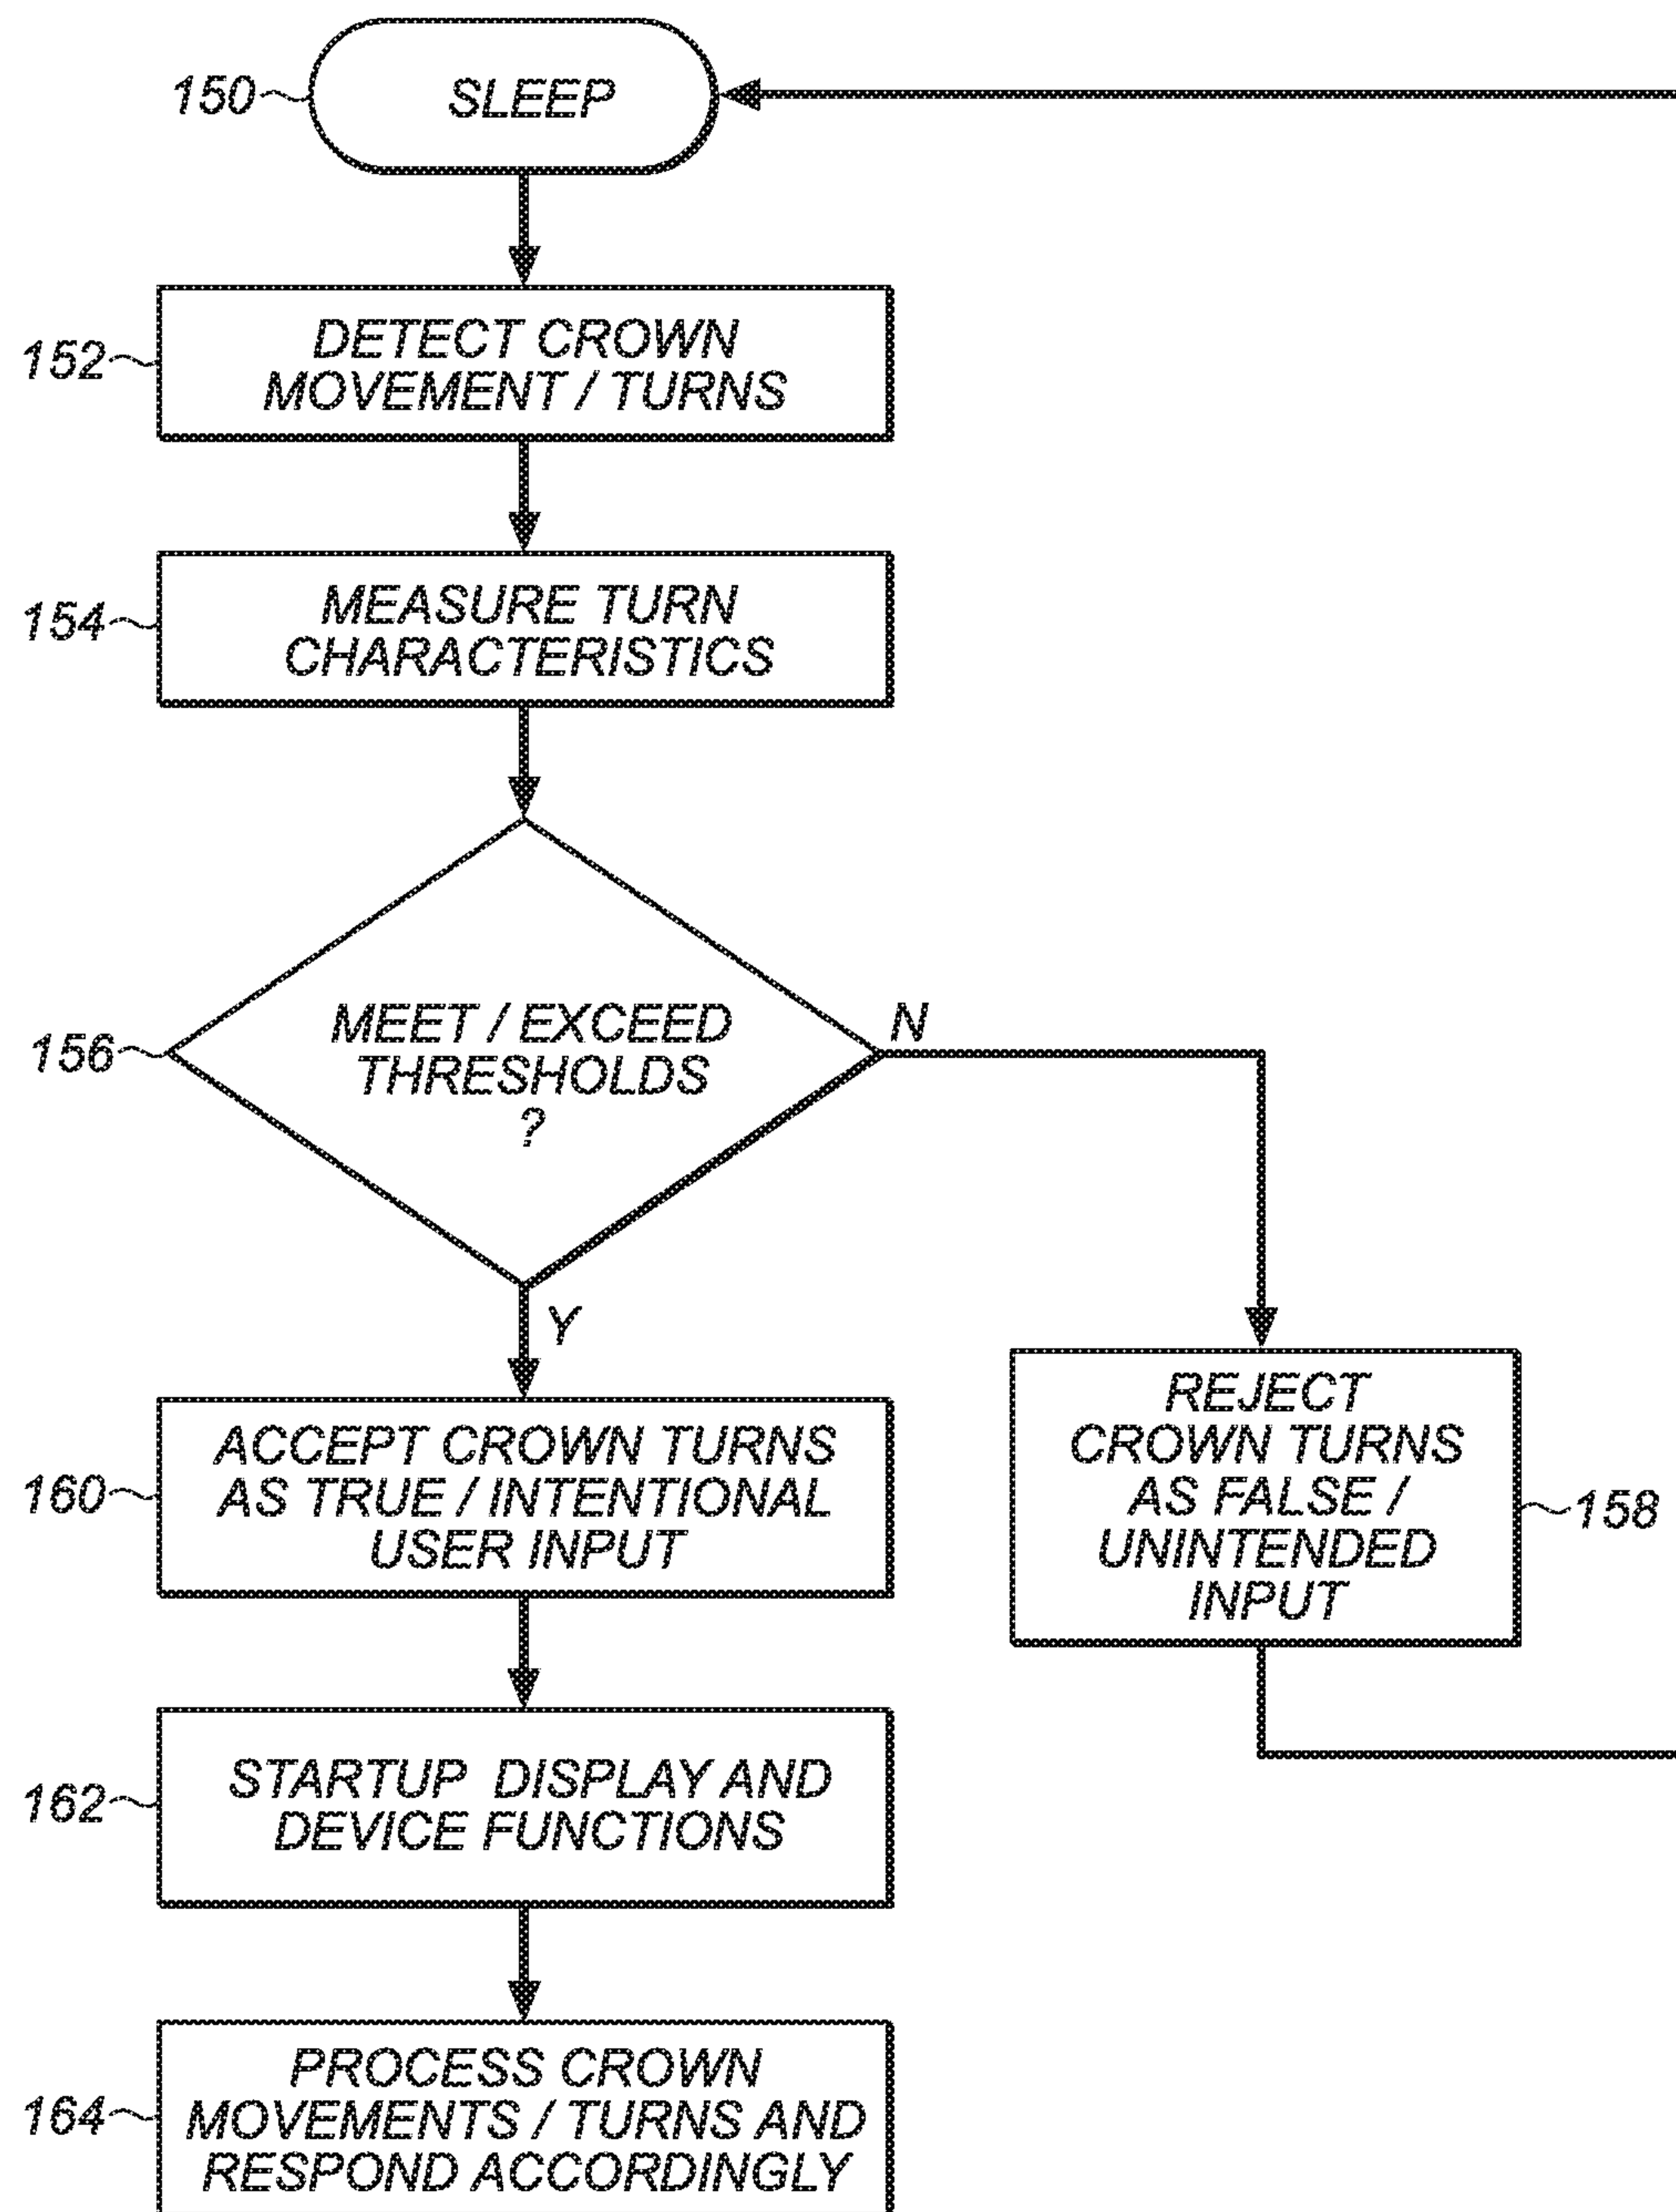 150
SLEEP
152
DETECT CROWN
MOVEMENT / TURNS
154
MEASURE TURN
CHARACTERISTICS
156
MEET / EXCEED
THRESHOLDS
?
N
Y
160
ACCEPT CROWN TURNS
AS TRUE / INTENTIONAL
USER INPUT
REJECT
CROWN TURNS
AS FALSE /
UNINTENDED
INPUT
158
162
STARTUP DISPLAY AND
DEVICE FUNCTIONS
164
PROCESS CROWN
MOVEMENTS / TURNS AND
RESPOND ACCORDINGLY